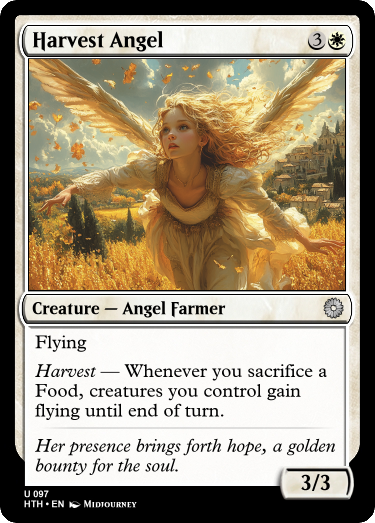 Harvest Angel 3
Creature — Angel Farmer
Flying
Harvest — Whenever you sacrifice a
Food, creatures you control gain
flying until end of turn.
Her presence brings forth hope, a golden
bounty for the soul.
3/3
U 097
HTH • EN Midjourney